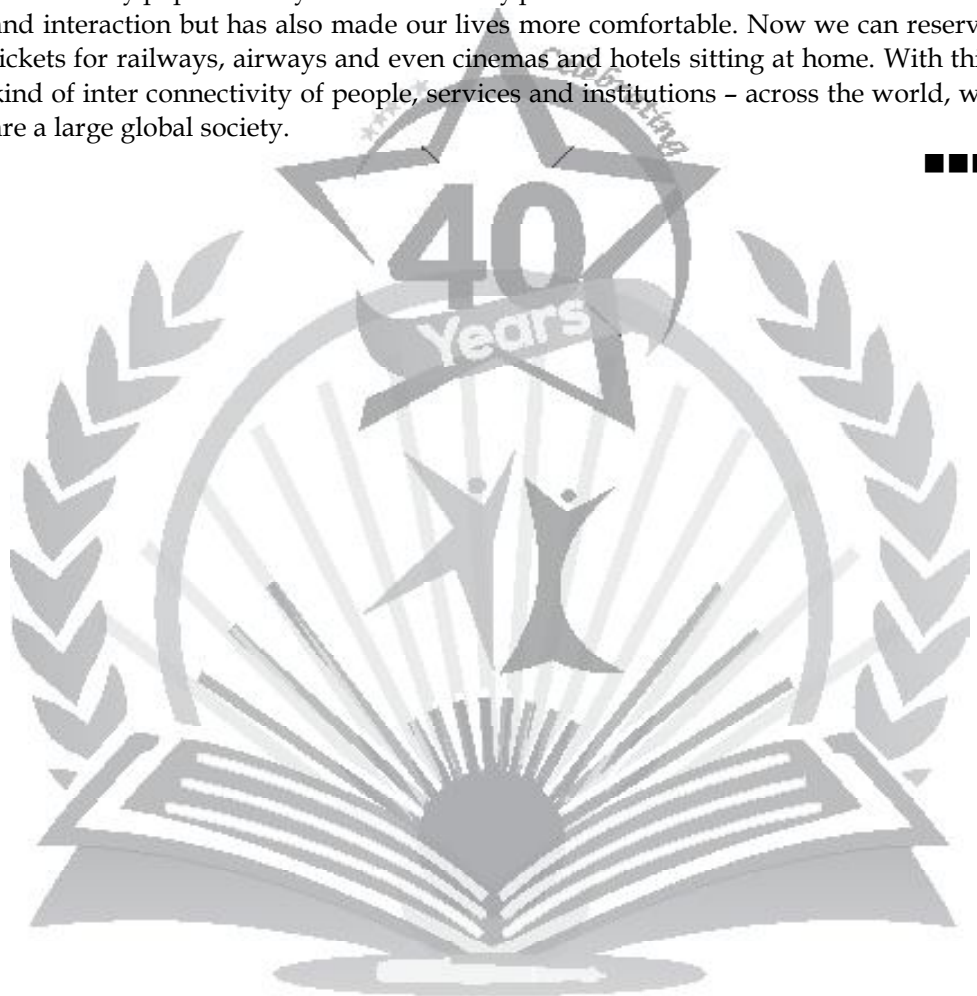 and interaction but has also made our lives more comfortable. Now we can reserv
ickets for railways, airways and even cinemas and hotels sitting at home. With thi
kind of inter connectivity of people, services and institutions – across the world, w
are a large global society.
Celebrating
40
Years